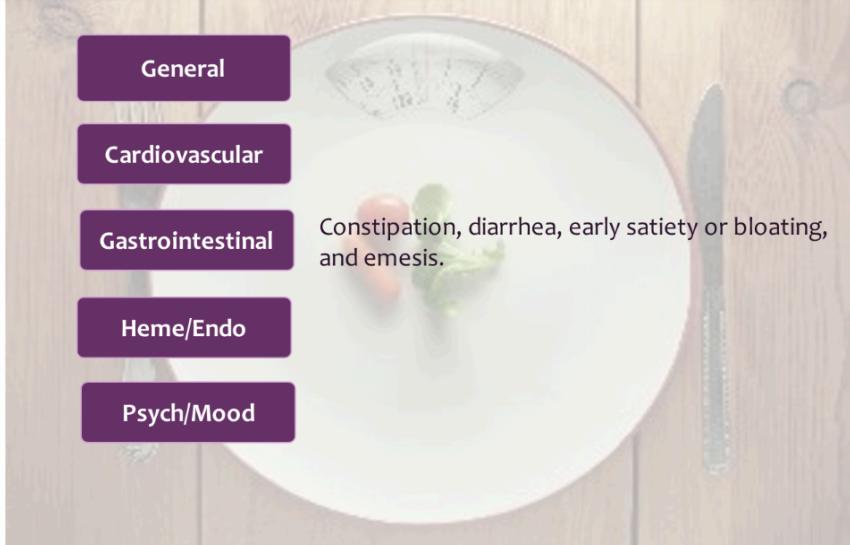 General
Cardiovascular
Gastrointestinal
Constipation, diarrhea, early satiety or bloating,
and emesis.
Heme/Endo
Psych/Mood